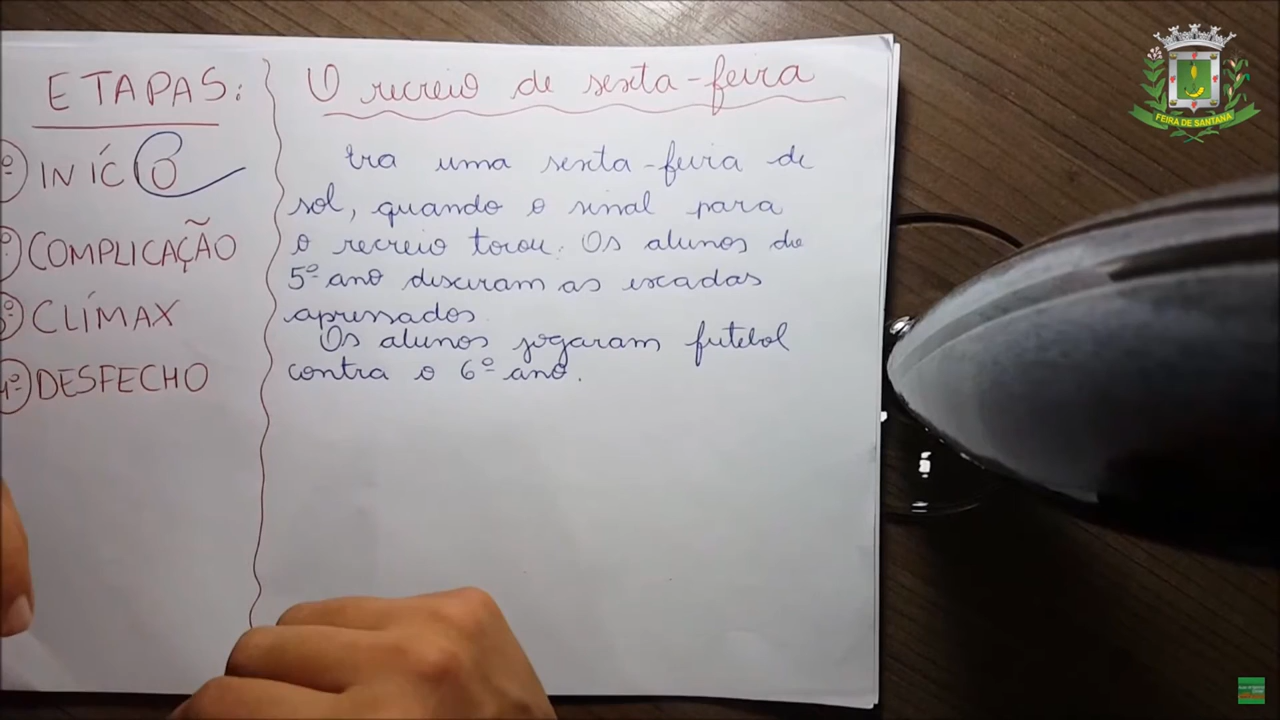 ETAPAS:
º INÍCIO
º COMPLICAÇÃO
3º CLÍMAX
4º DESFECHO
O recreio de sexta-feira
Era uma sexta-feira de
sol, quando o sinal para
o recreio tocou. Os alunos do
5º ano desceram as escadas
apressados.
Os alunos jogaram futebol
contra o 6º ano.
FEIRA DE SANTANA